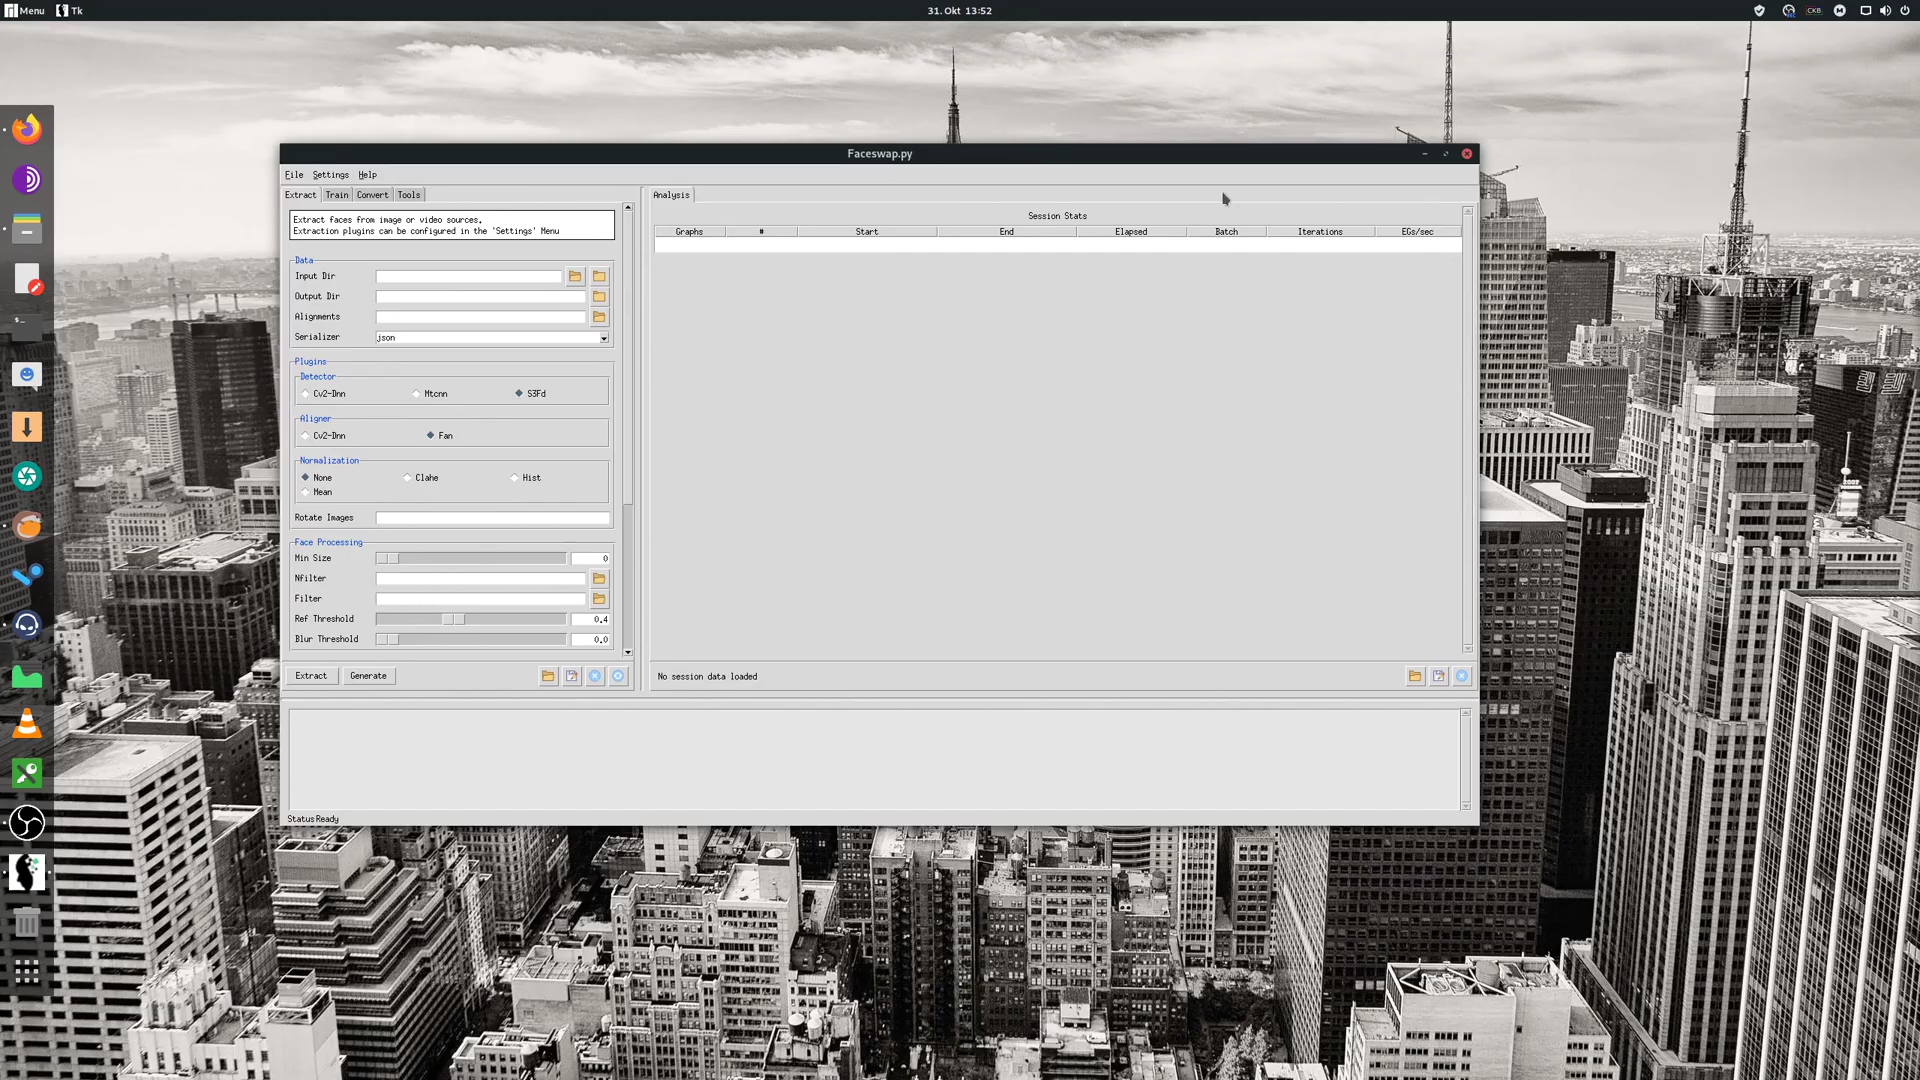 Menu Tk 31. Okt 13:52 CKB
Faceswap.py
File Settings Help
Extract Train Convert Tools
Extract faces from image or video sources.
Extraction plugins can be configured in the 'Settings' Menu
Data
Input Dir
Output Dir
Alignments
Serializer json
Plugins
Detector
Cv2-Dnn Mtcnn S3Fd
Aligner
Cv2-Dnn Fan
Normalization
None Clahe Hist
Mean
Rotate Images
Face Processing
Min Size 0
Nfilter
Filter
Ref Threshold 0.4
Blur Threshold 0.0
Extract Generate
Analysis
Session Stats
Graphs # Start End Elapsed Batch Iterations EGs/sec
No session data loaded
Status Ready